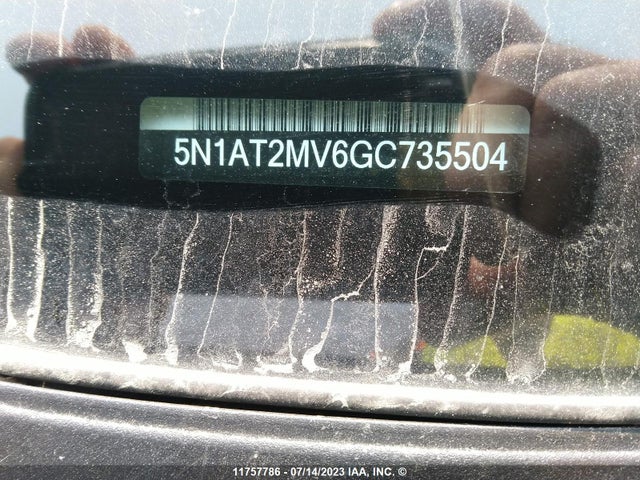 5N1AT2MV6GC735504
11757786 - 07/14/2023 IAA, INC. ©